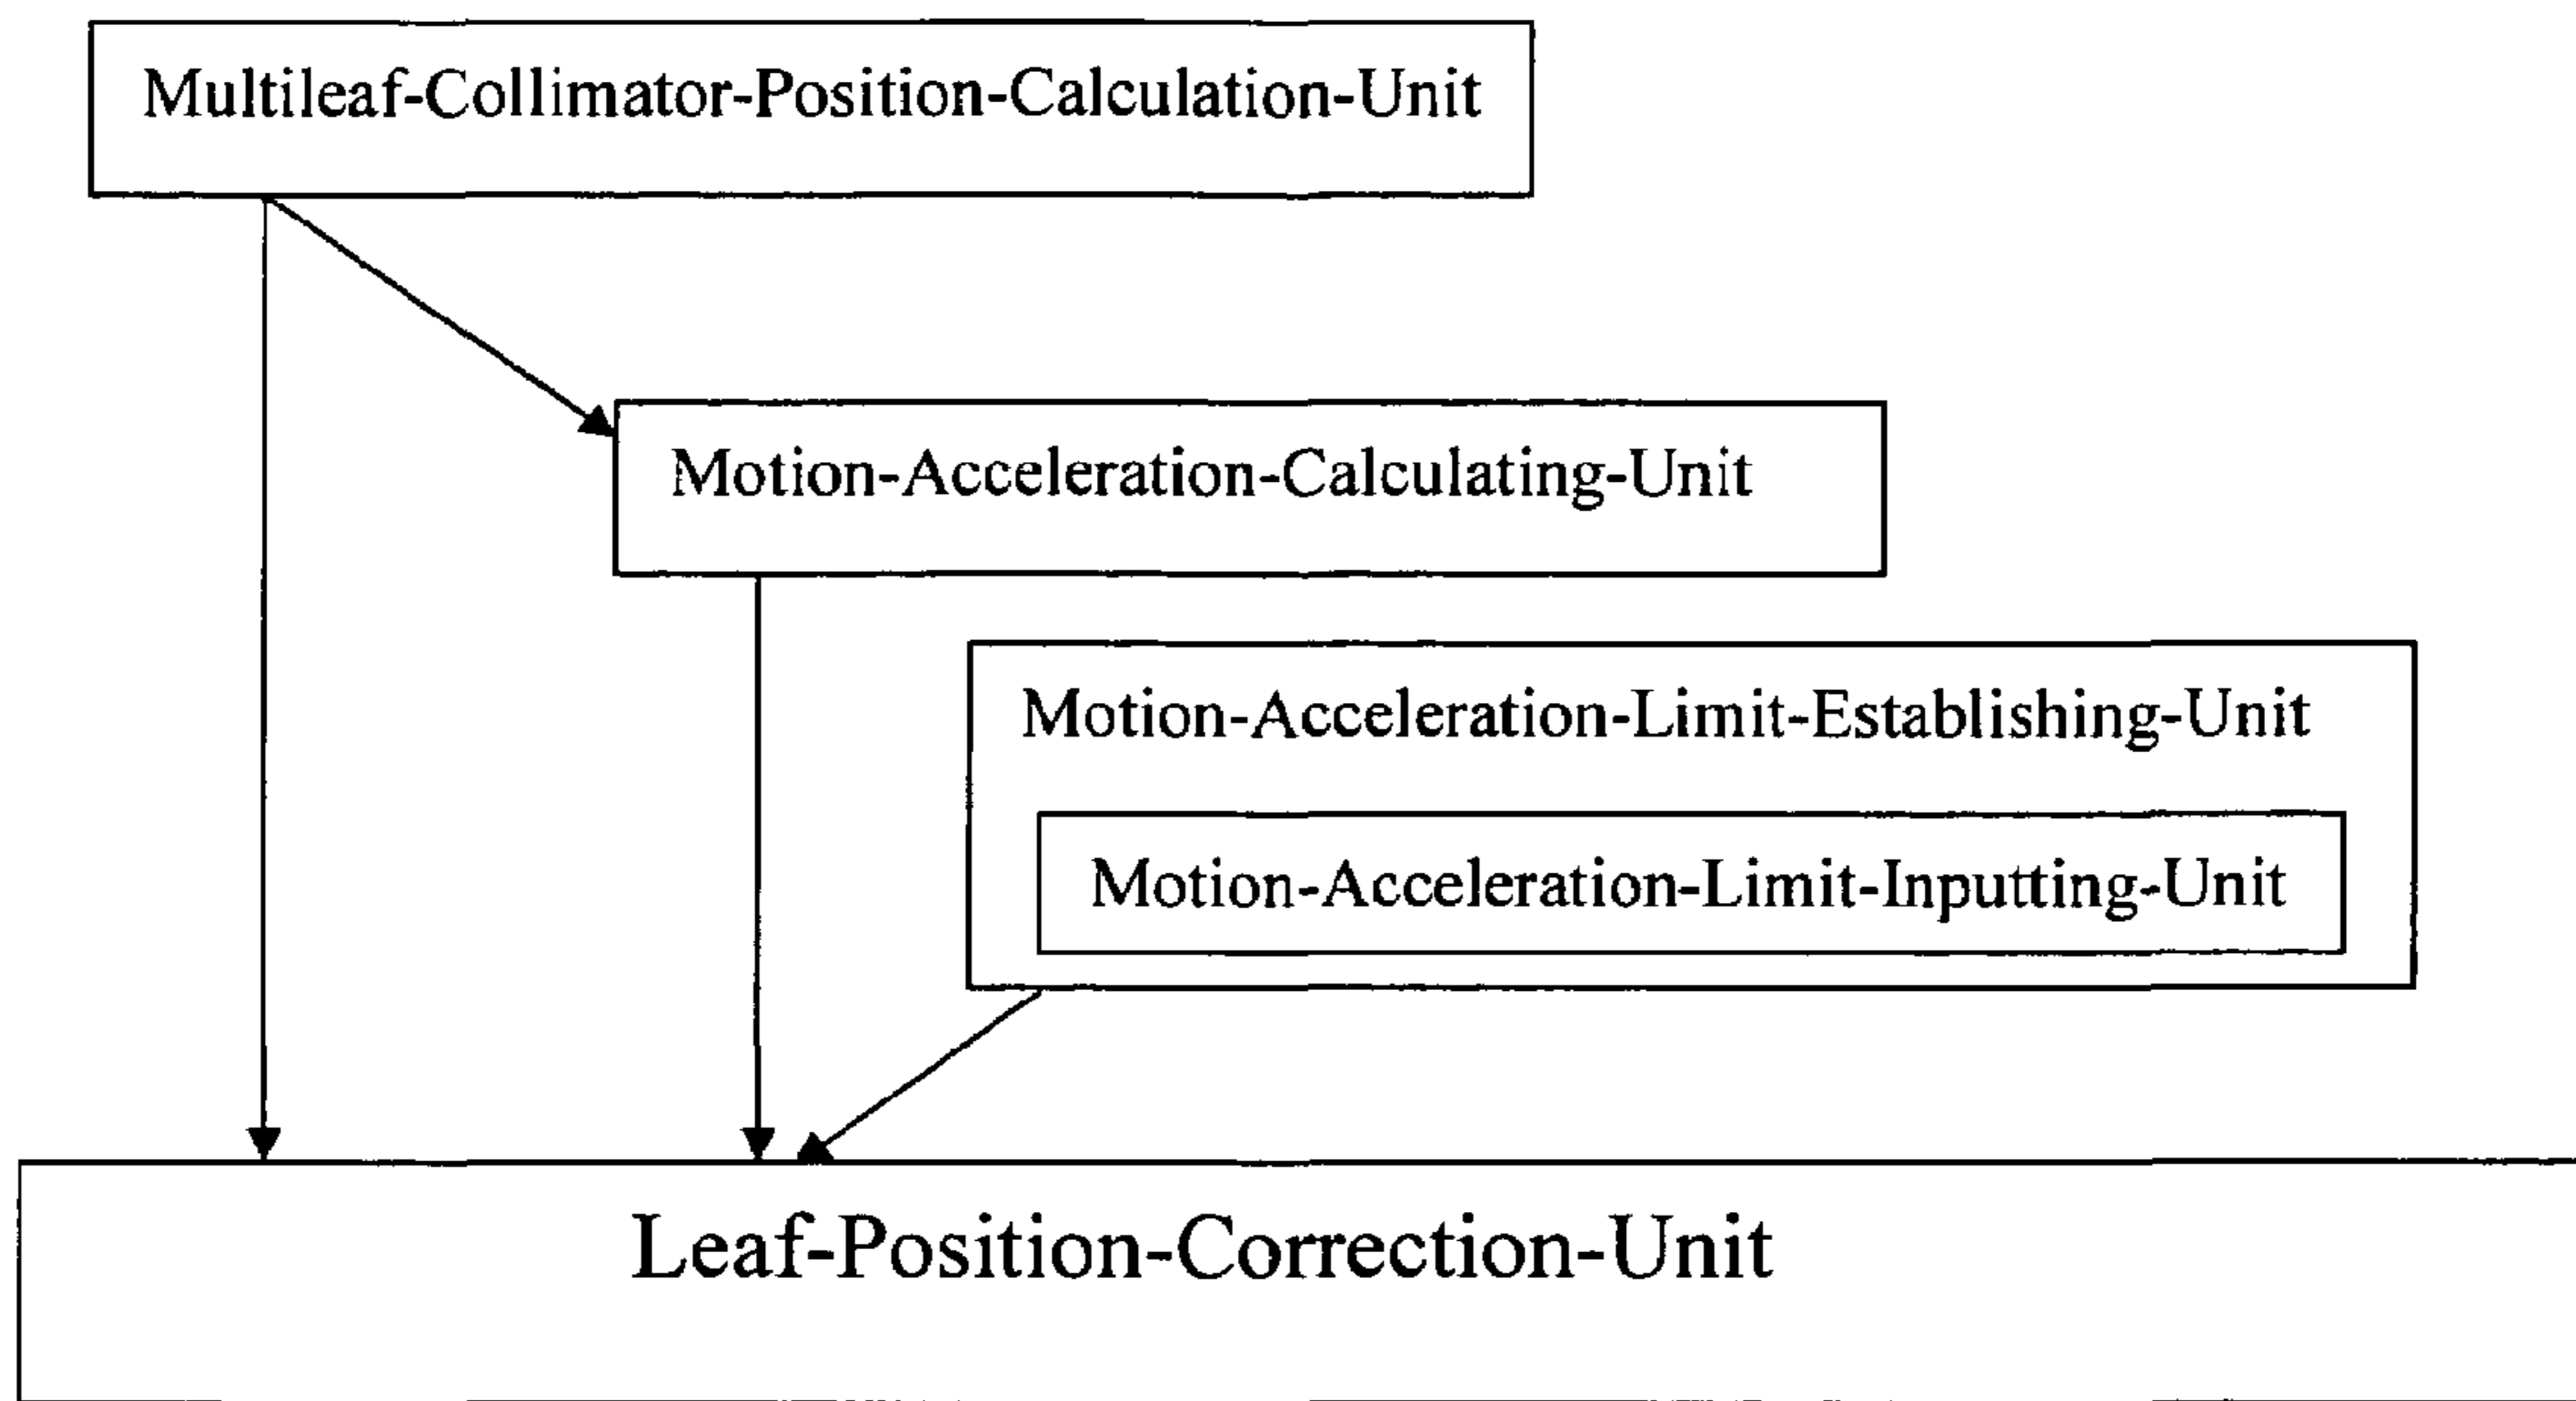 Multileaf-Collimator-Position-Calculation-Unit
Motion-Acceleration-Calculating-Unit
Motion-Acceleration-Limit-Establishing-Unit
Motion-Acceleration-Limit-Inputting-Unit
Leaf-Position-Correction-Unit